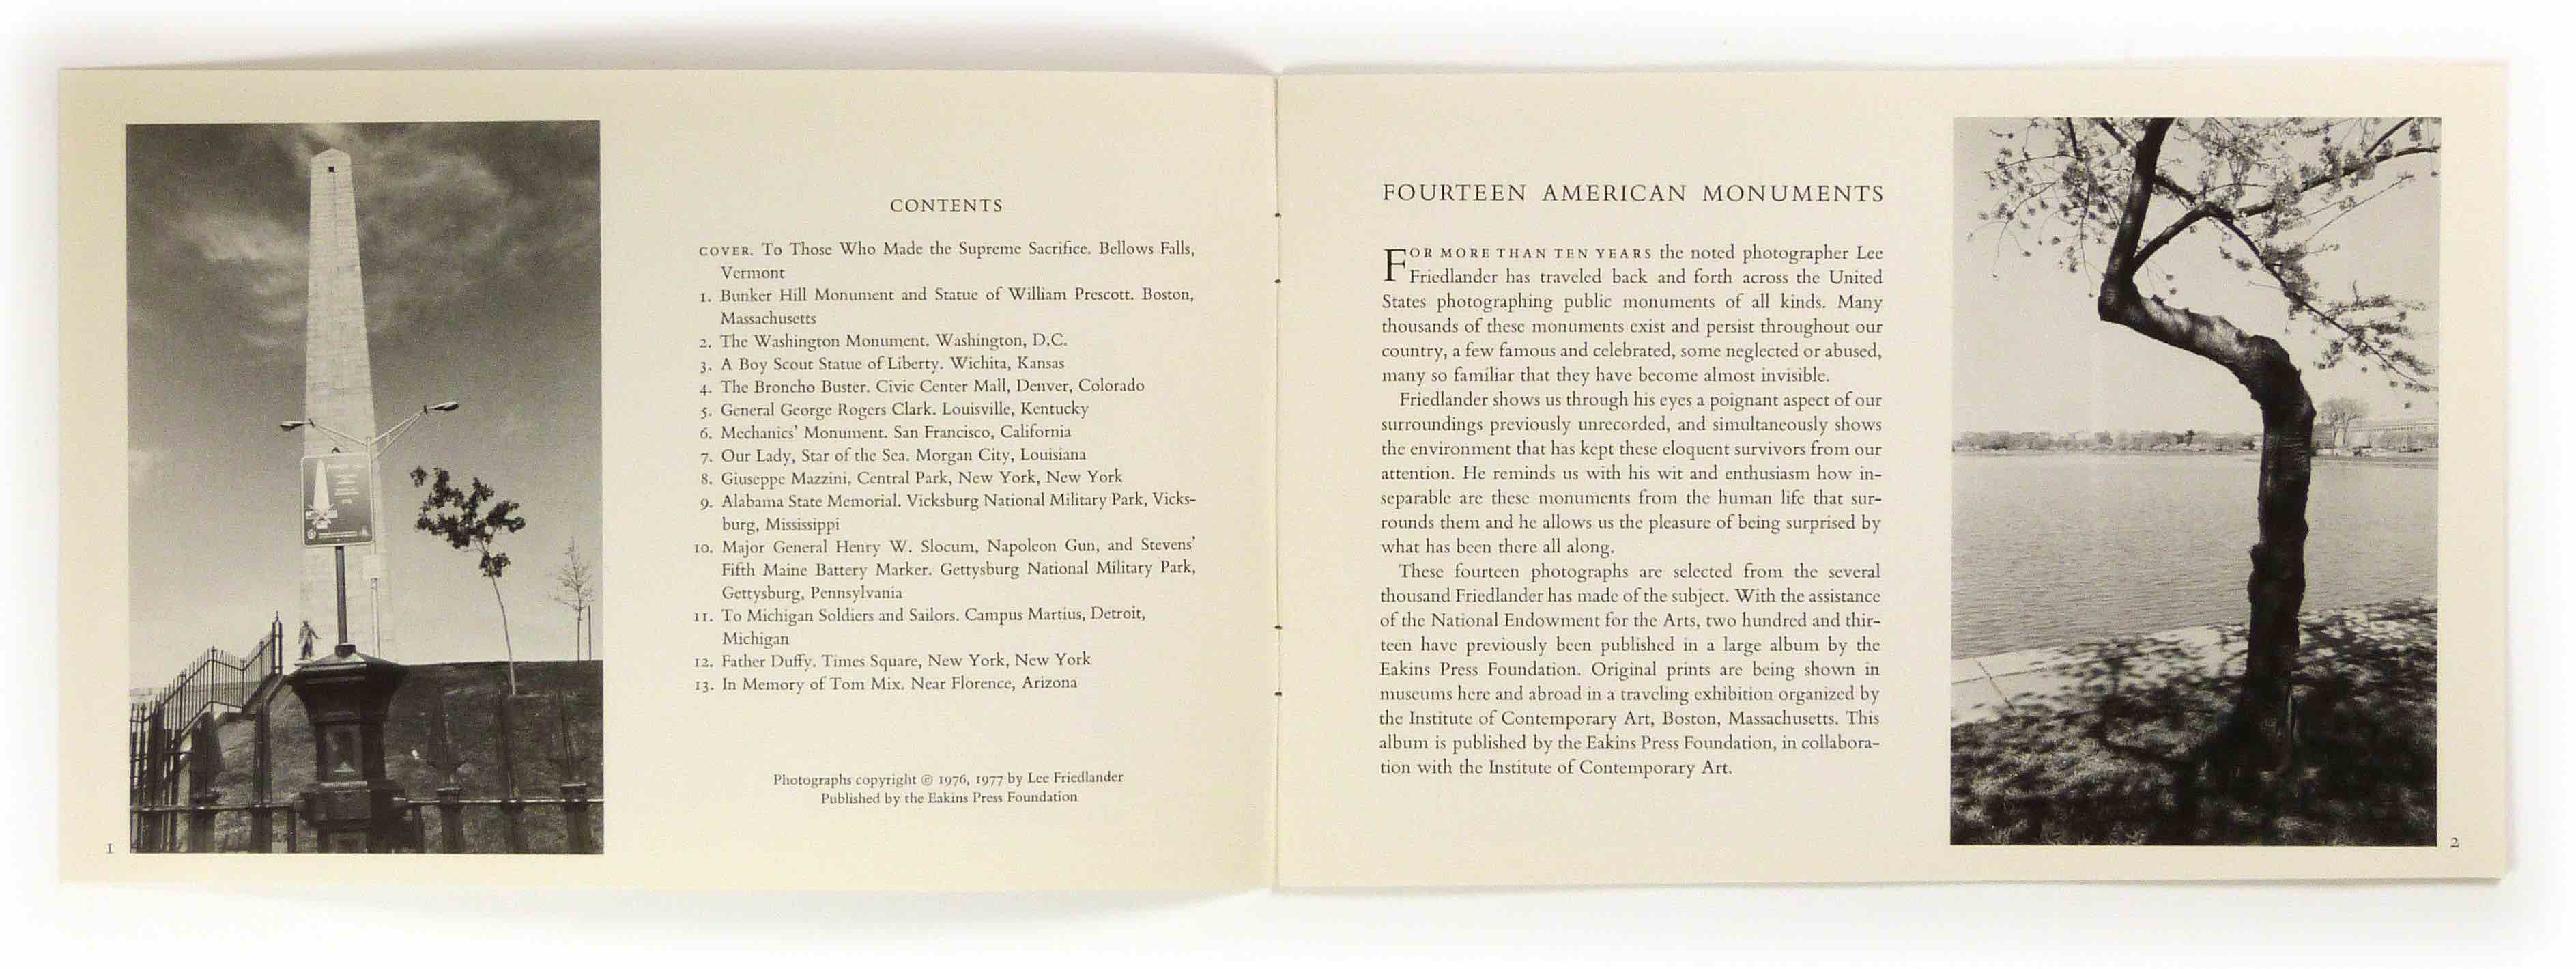 CONTENTS
COVER. To Those Who Made the Supreme Sacrifice. Bellows Falls,
Vermont
1. Bunker Hill Monument and Statue of William Prescott. Boston,
Massachusetts
2. The Washington Monument. Washington, D.C.
3. A Boy Scout Statue of Liberty. Wichita, Kansas
4. The Broncho Buster. Civic Center Mall, Denver, Colorado
5. General George Rogers Clark. Louisville, Kentucky
6. Mechanics' Monument. San Francisco, California
7. Our Lady, Star of the Sea. Morgan City, Louisiana
8. Giuseppe Mazzini. Central Park, New York, New York
9. Alabama State Memorial. Vicksburg National Military Park, Vicks-
burg, Mississippi
10. Major General Henry W. Slocum, Napoleon Gun, and Stevens'
Fifth Maine Battery Marker. Gettysburg National Military Park,
Gettysburg, Pennsylvania
11. To Michigan Soldiers and Sailors. Campus Martius, Detroit,
Michigan
12. Father Duffy. Times Square, New York, New York
13. In Memory of Tom Mix. Near Florence, Arizona
Photographs copyright © 1976, 1977 by Lee Friedlander
Published by the Eakins Press Foundation
1
FOURTEEN AMERICAN MONUMENTS
FOR MORE THAN TEN YEARS the noted photographer Lee
Friedlander has traveled back and forth across the United
States photographing public monuments of all kinds. Many
thousands of these monuments exist and persist throughout our
country, a few famous and celebrated, some neglected or abused,
many so familiar that they have become almost invisible.
Friedlander shows us through his eyes a poignant aspect of our
surroundings previously unrecorded, and simultaneously shows
the environment that has kept these eloquent survivors from our
attention. He reminds us with his wit and enthusiasm how in-
separable are these monuments from the human life that sur-
rounds them and he allows us the pleasure of being surprised by
what has been there all along.
These fourteen photographs are selected from the several
thousand Friedlander has made of the subject. With the assistance
of the National Endowment for the Arts, two hundred and thir-
teen have previously been published in a large album by the
Eakins Press Foundation. Original prints are being shown in
museums here and abroad in a traveling exhibition organized by
the Institute of Contemporary Art, Boston, Massachusetts. This
album is published by the Eakins Press Foundation, in collabora-
tion with the Institute of Contemporary Art.
2